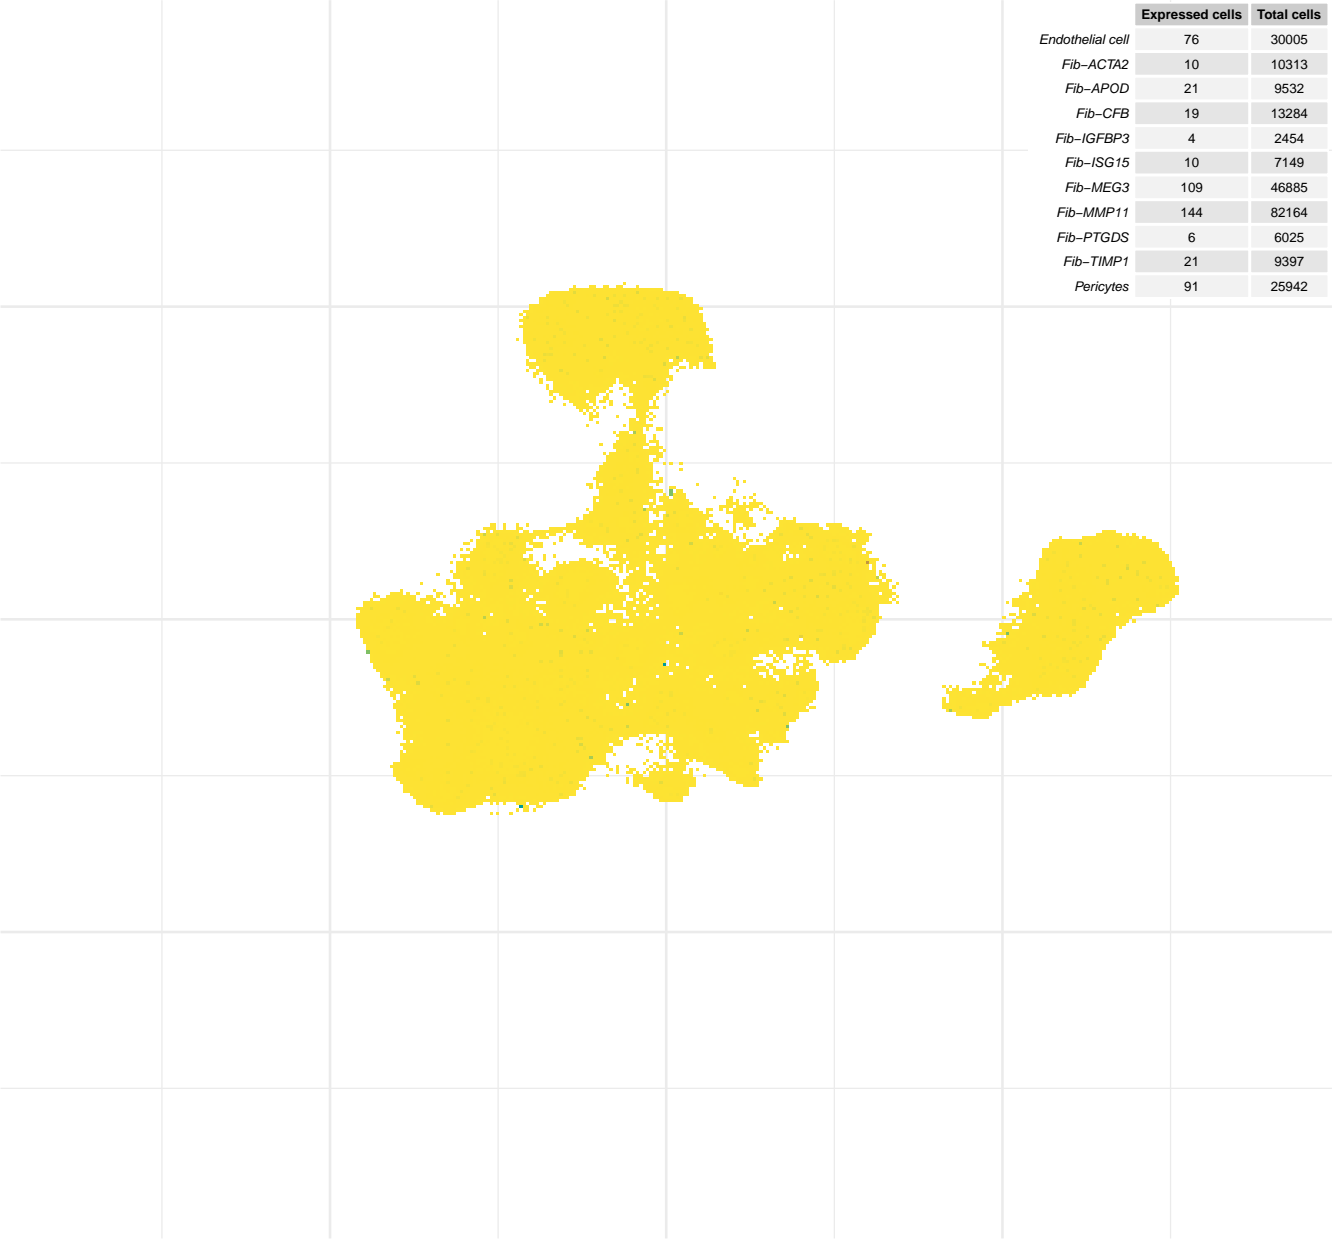 Expressed cells Total cells
Endothelial cell 76 30005
Fib−ACTA2 10 10313
Fib−APOD 21 9532
Fib−CFB 19 13284
Fib−IGFBP3 4 2454
Fib−ISG15 10 7149
Fib−MEG3 109 46885
Fib−MMP11 144 82164
Fib−PTGDS 6 6025
Fib−TIMP1 21 9397
Pericytes 91 25942